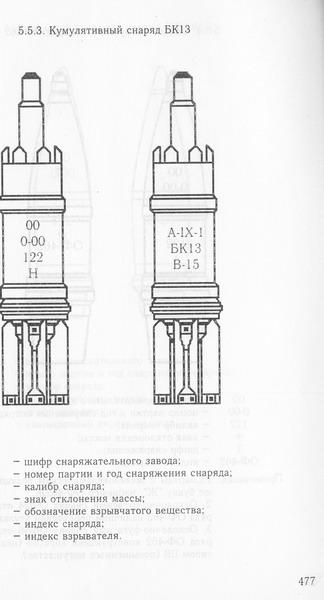 5.5.3. Кумулятивный снаряд БК13
00
0-00
122
Н
А-IX-1
БК13
В-15
— шифр снаряжательного завода;
— номер партии и год снаряжения снаряда;
— калибр снаряда;
— знак отклонения массы;
— обозначение взрывчатого вещества;
— индекс снаряда;
— индекс взрывателя.
477